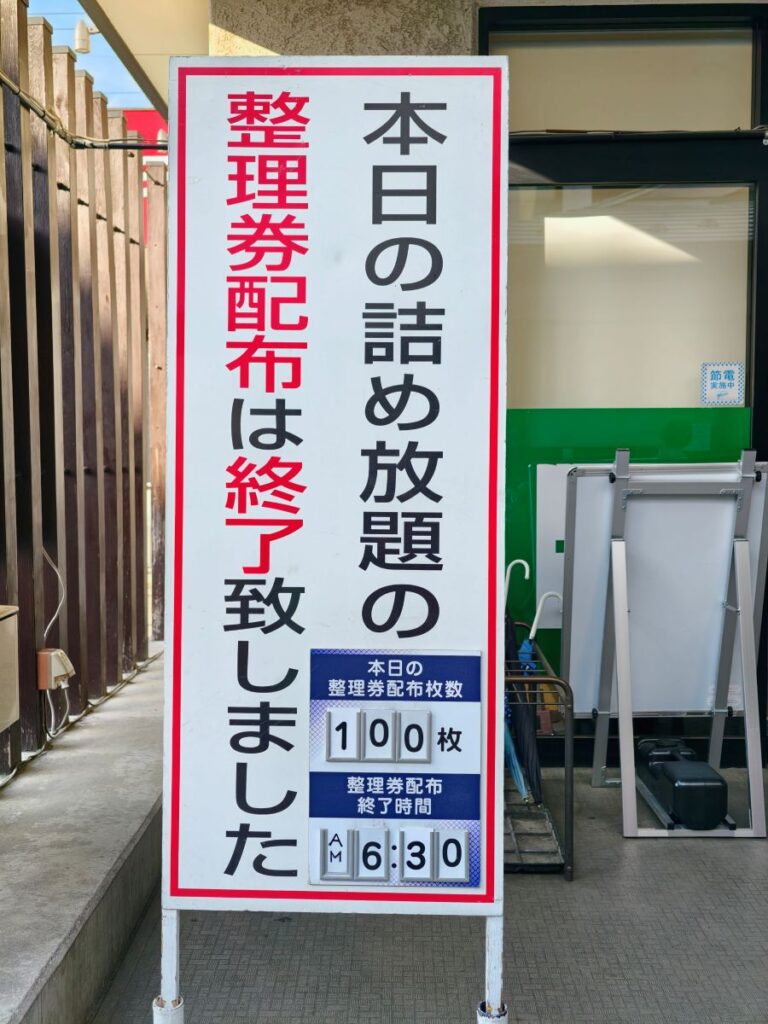 本日の詰め放題の
整理券配布は終了致しました
本日の
整理券配布枚数
100枚
整理券配布
終了時間
AM 6:30
節電
実施中